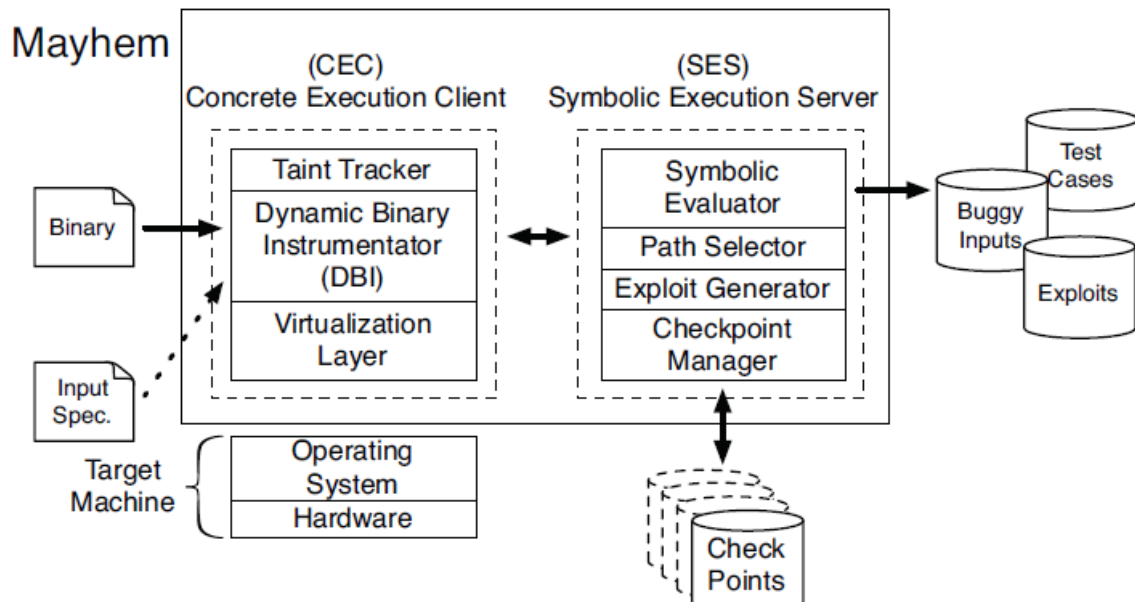 Mayhem
(CEC)
Concrete Execution Client
(SES)
Symbolic Execution Server
Binary
Input
Spec.
Taint Tracker
Dynamic Binary
Instrumentator
(DBI)
Virtualization
Layer
Symbolic
Evaluator
Path Selector
Exploit Generator
Checkpoint
Manager
Test
Cases
Buggy
Inputs
Exploits
Target
Machine
Operating
System
Hardware
Check
Points